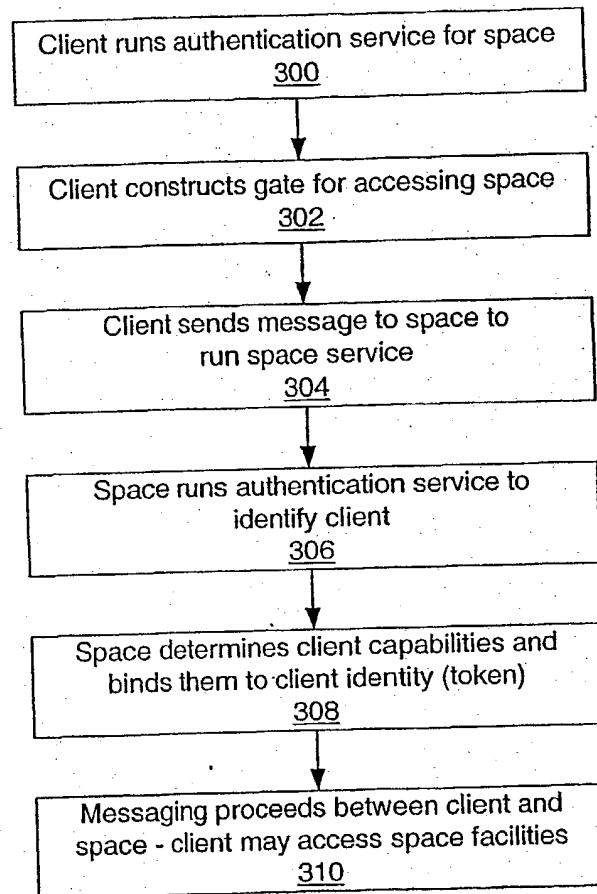 Client runs authentication service for space
300
Client constructs gate for accessing space
302
Client sends message to space to
run space service
304
Space runs authentication service to
identify client
306
Space determines client capabilities and
binds them to client identity (token)
308
Messaging proceeds between client and
space - client may access space facilities
310